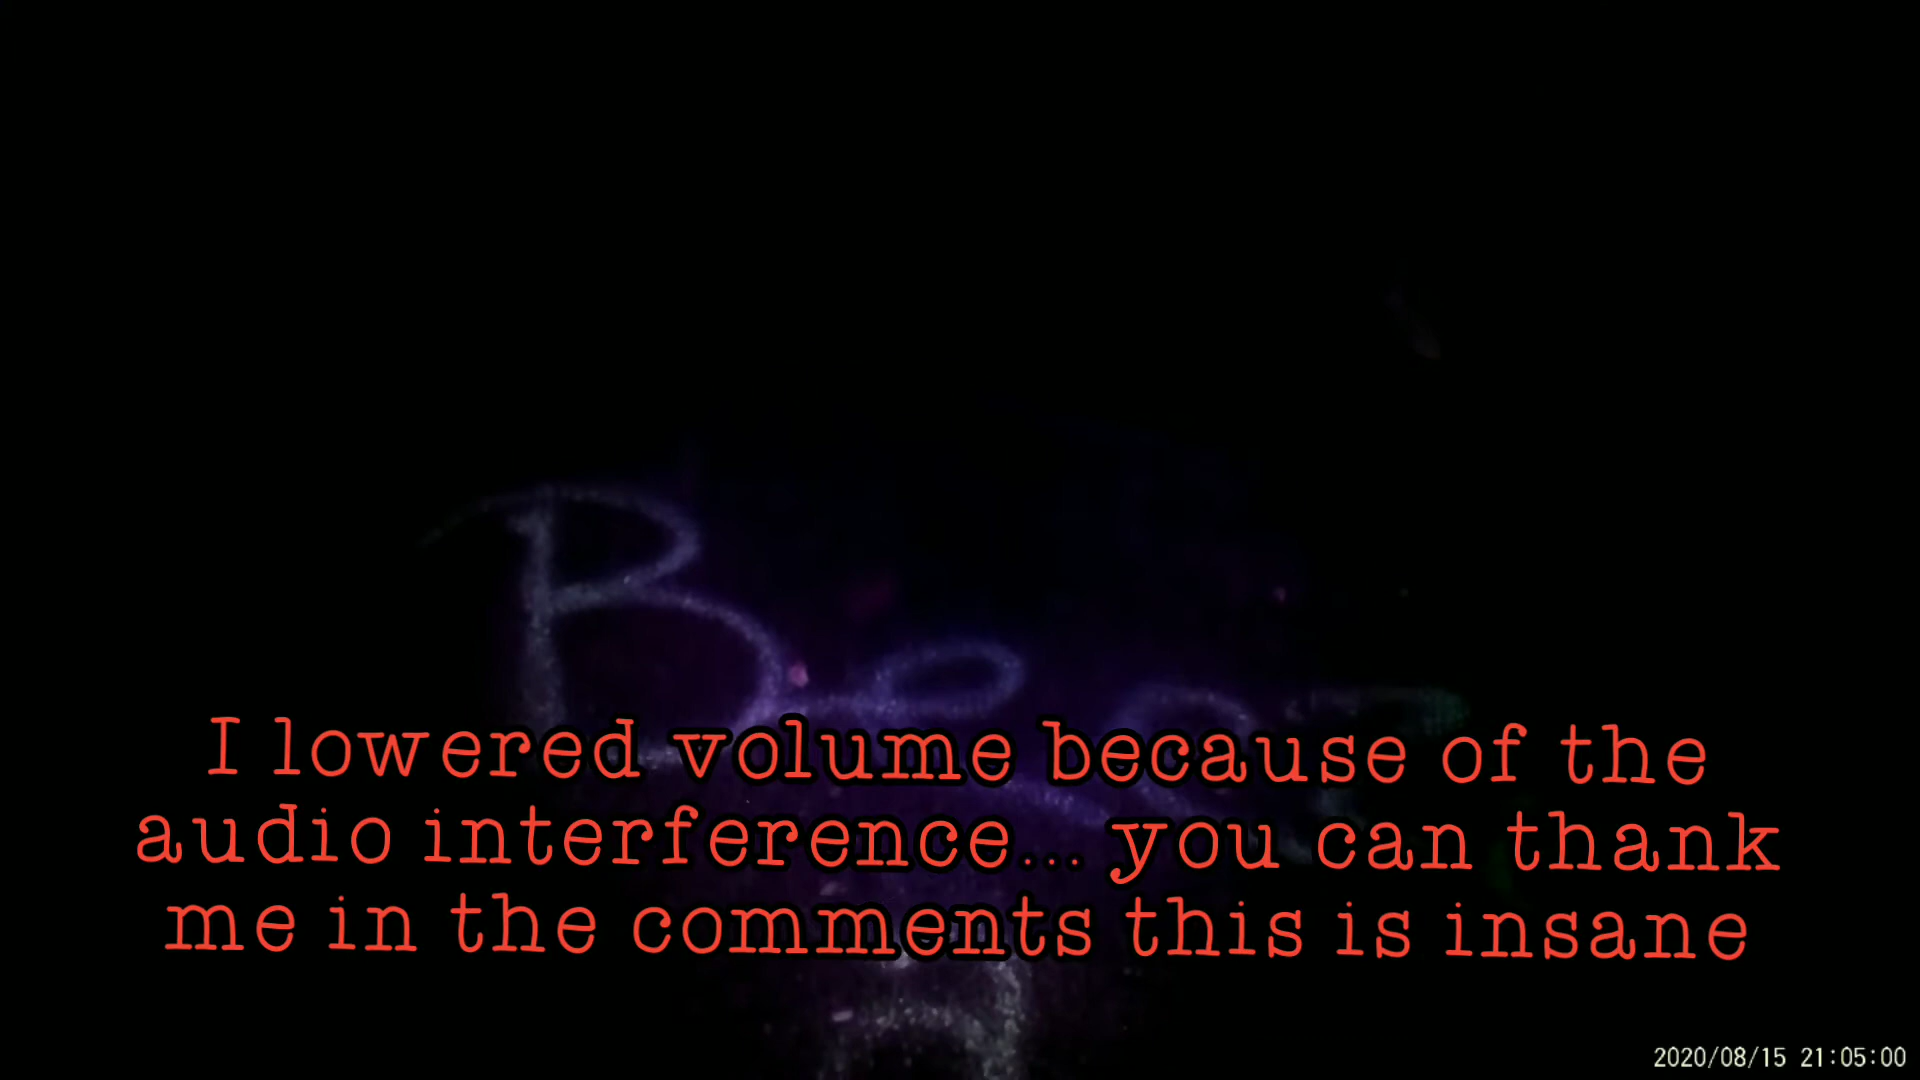 I lowered volume because of the
audio interference... you can thank
me in the comments this is insane
2020/08/15 21:05:00